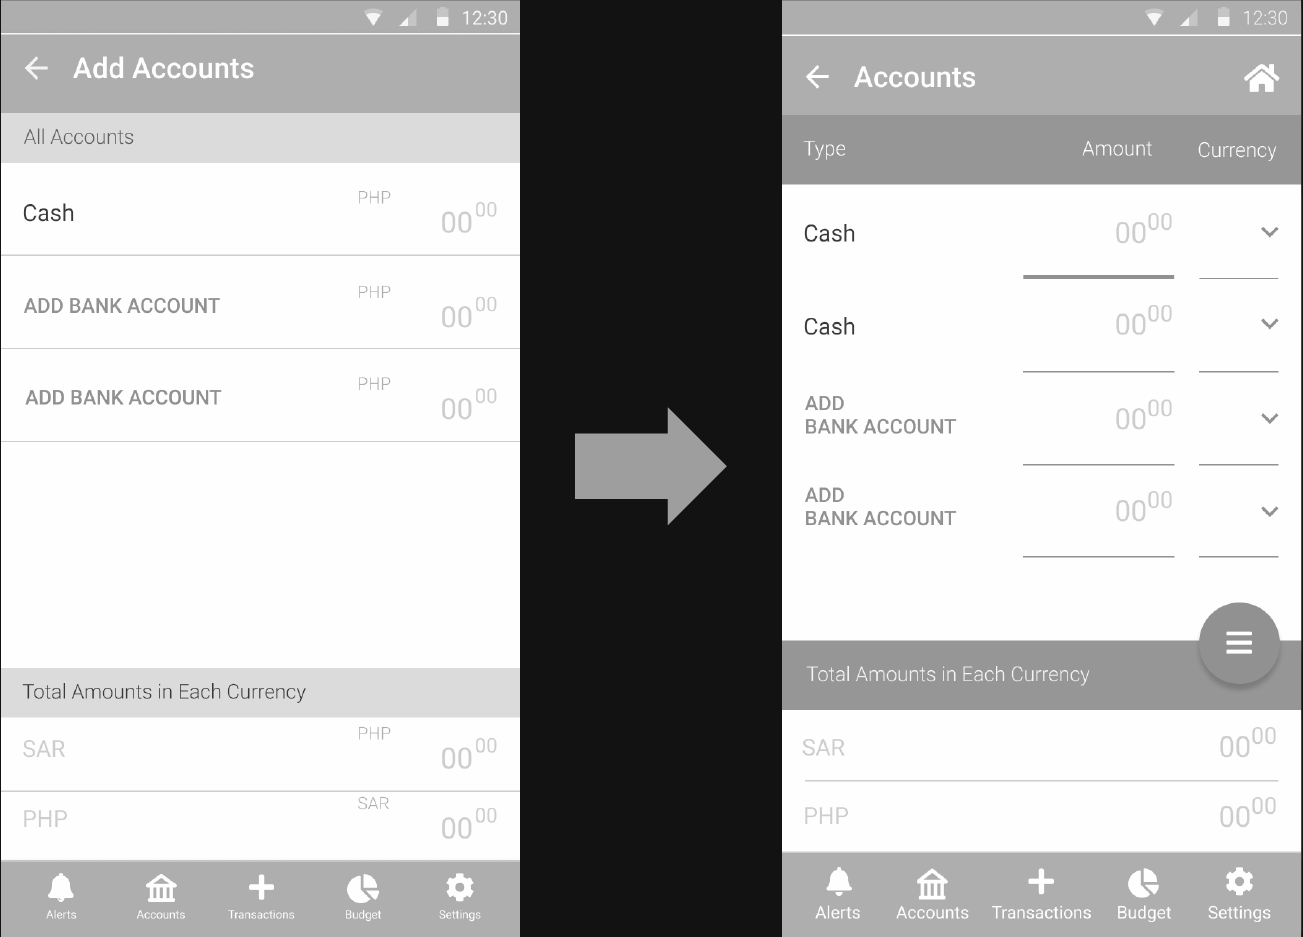 12:30
Add Accounts
All Accounts
Cash
PHP
00 00
ADD BANK ACCOUNT
PHP
00 00
ADD BANK ACCOUNT
PHP
00 00
Total Amounts in Each Currency
SAR
PHP
00 00
PHP
SAR
00 00
Alerts
Accounts
Transactions
Budget
Settings
12:30
Accounts
Type
Amount
Currency
Cash
00 00
Cash
00 00
ADD
BANK ACCOUNT
00 00
ADD
BANK ACCOUNT
00 00
Total Amounts in Each Currency
SAR
00 00
PHP
00 00
Alerts
Accounts
Transactions
Budget
Settings